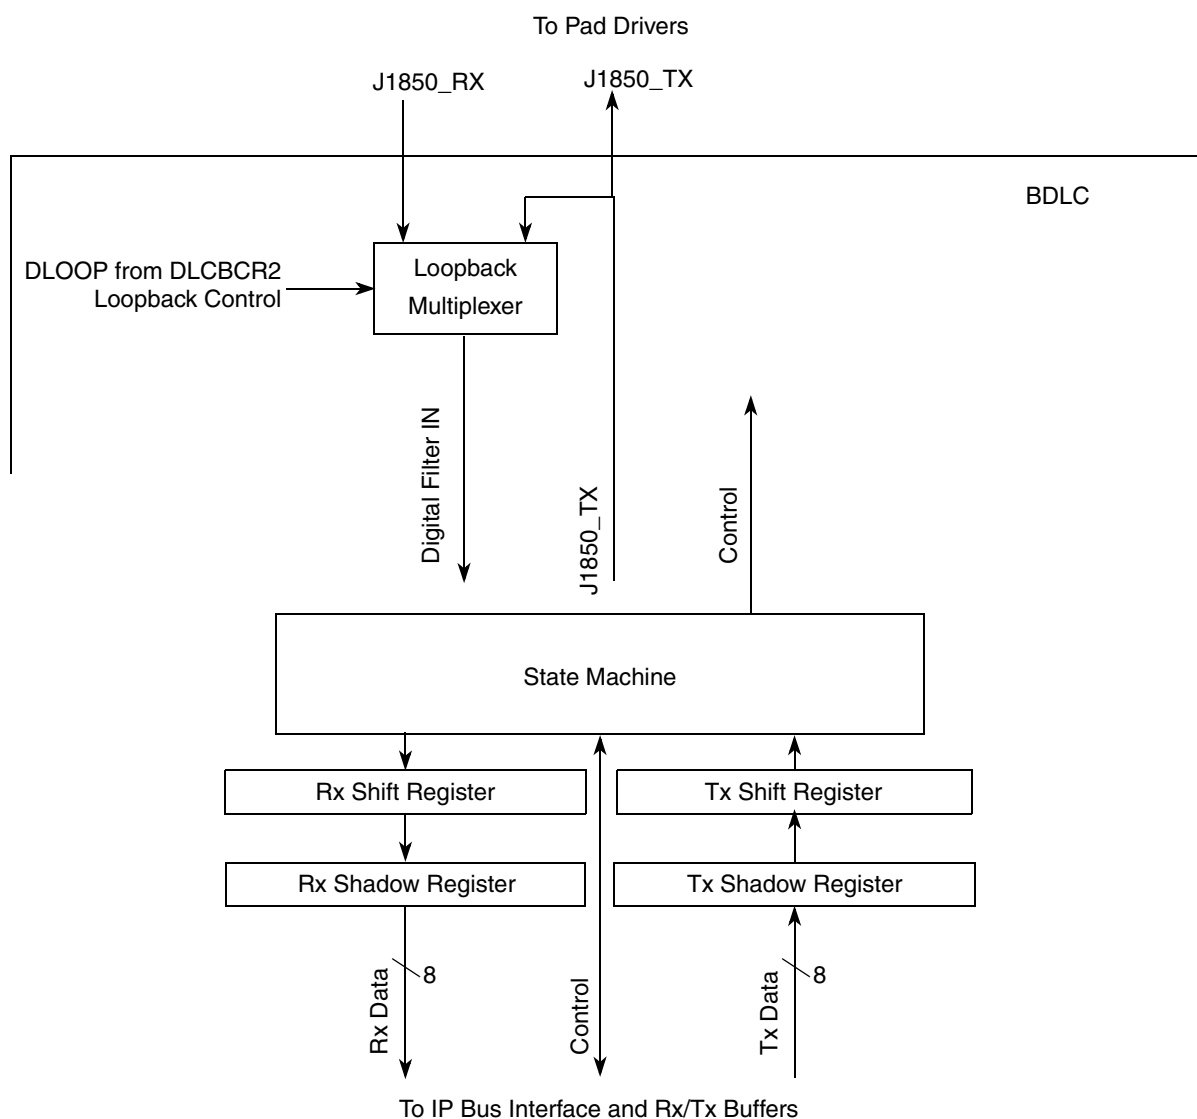 To Pad Drivers
J1850_RX
J1850_TX
BDLC
DLOOP from DLCBCR2
Loopback Control
Loopback
Multiplexer
Digital Filter IN
J1850_TX
Control
State Machine
Rx Shift Register
Tx Shift Register
Rx Shadow Register
Tx Shadow Register
Rx Data
8
Control
Tx Data
8
To IP Bus Interface and Rx/Tx Buffers